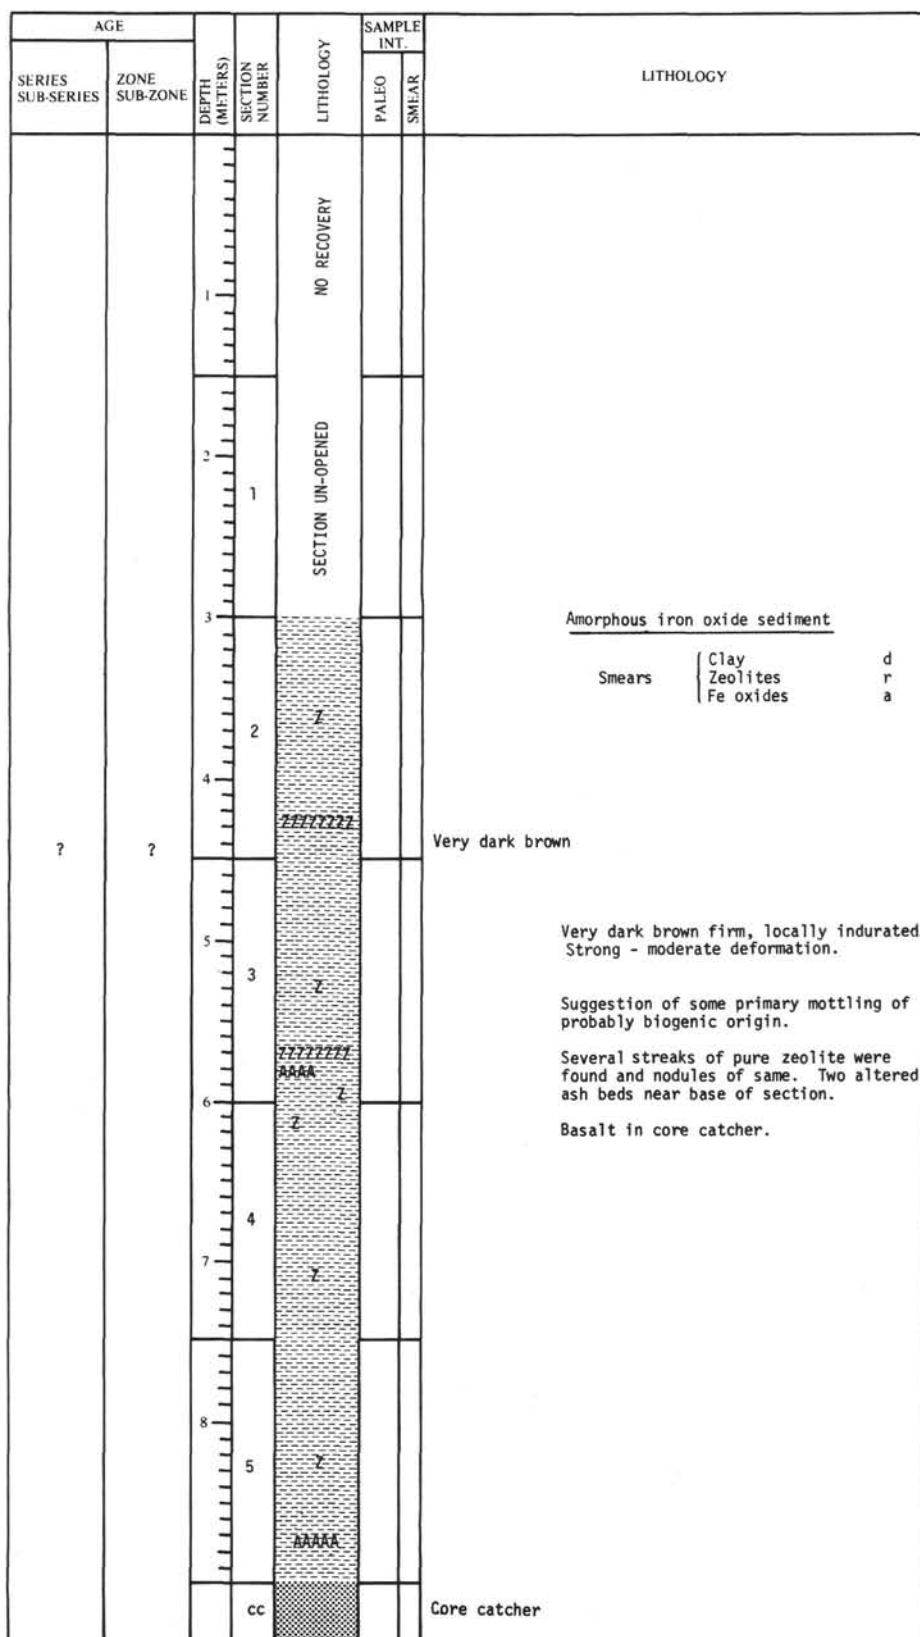 AGE
SAMPLE
INT.
SERIES
SUB-SERIES
ZONE
SUB-ZONE
DEPTH
(METERS)
SECTION
NUMBER
LITHOLOGY
PALEO
SMEAR
LITHOLOGY
NO RECOVERY
1
SECTION UN-OPENED
2
1
3
Amorphous iron oxide sediment
Smears
Clay d
Zeolites r
Fe oxides a
Z
2
4
ZZZZZZZZ
Very dark brown
? ?
Very dark brown firm, locally indurated
Strong - moderate deformation.
5
3
Z
Suggestion of some primary mottling of
probably biogenic origin.
ZZZZZZZZ
AAAA
Z
Several streaks of pure zeolite were
found and nodules of same. Two altered
ash beds near base of section.
6
Z
Basalt in core catcher.
4
7
Z
8
5
Z
AAAAA
CC
Core catcher